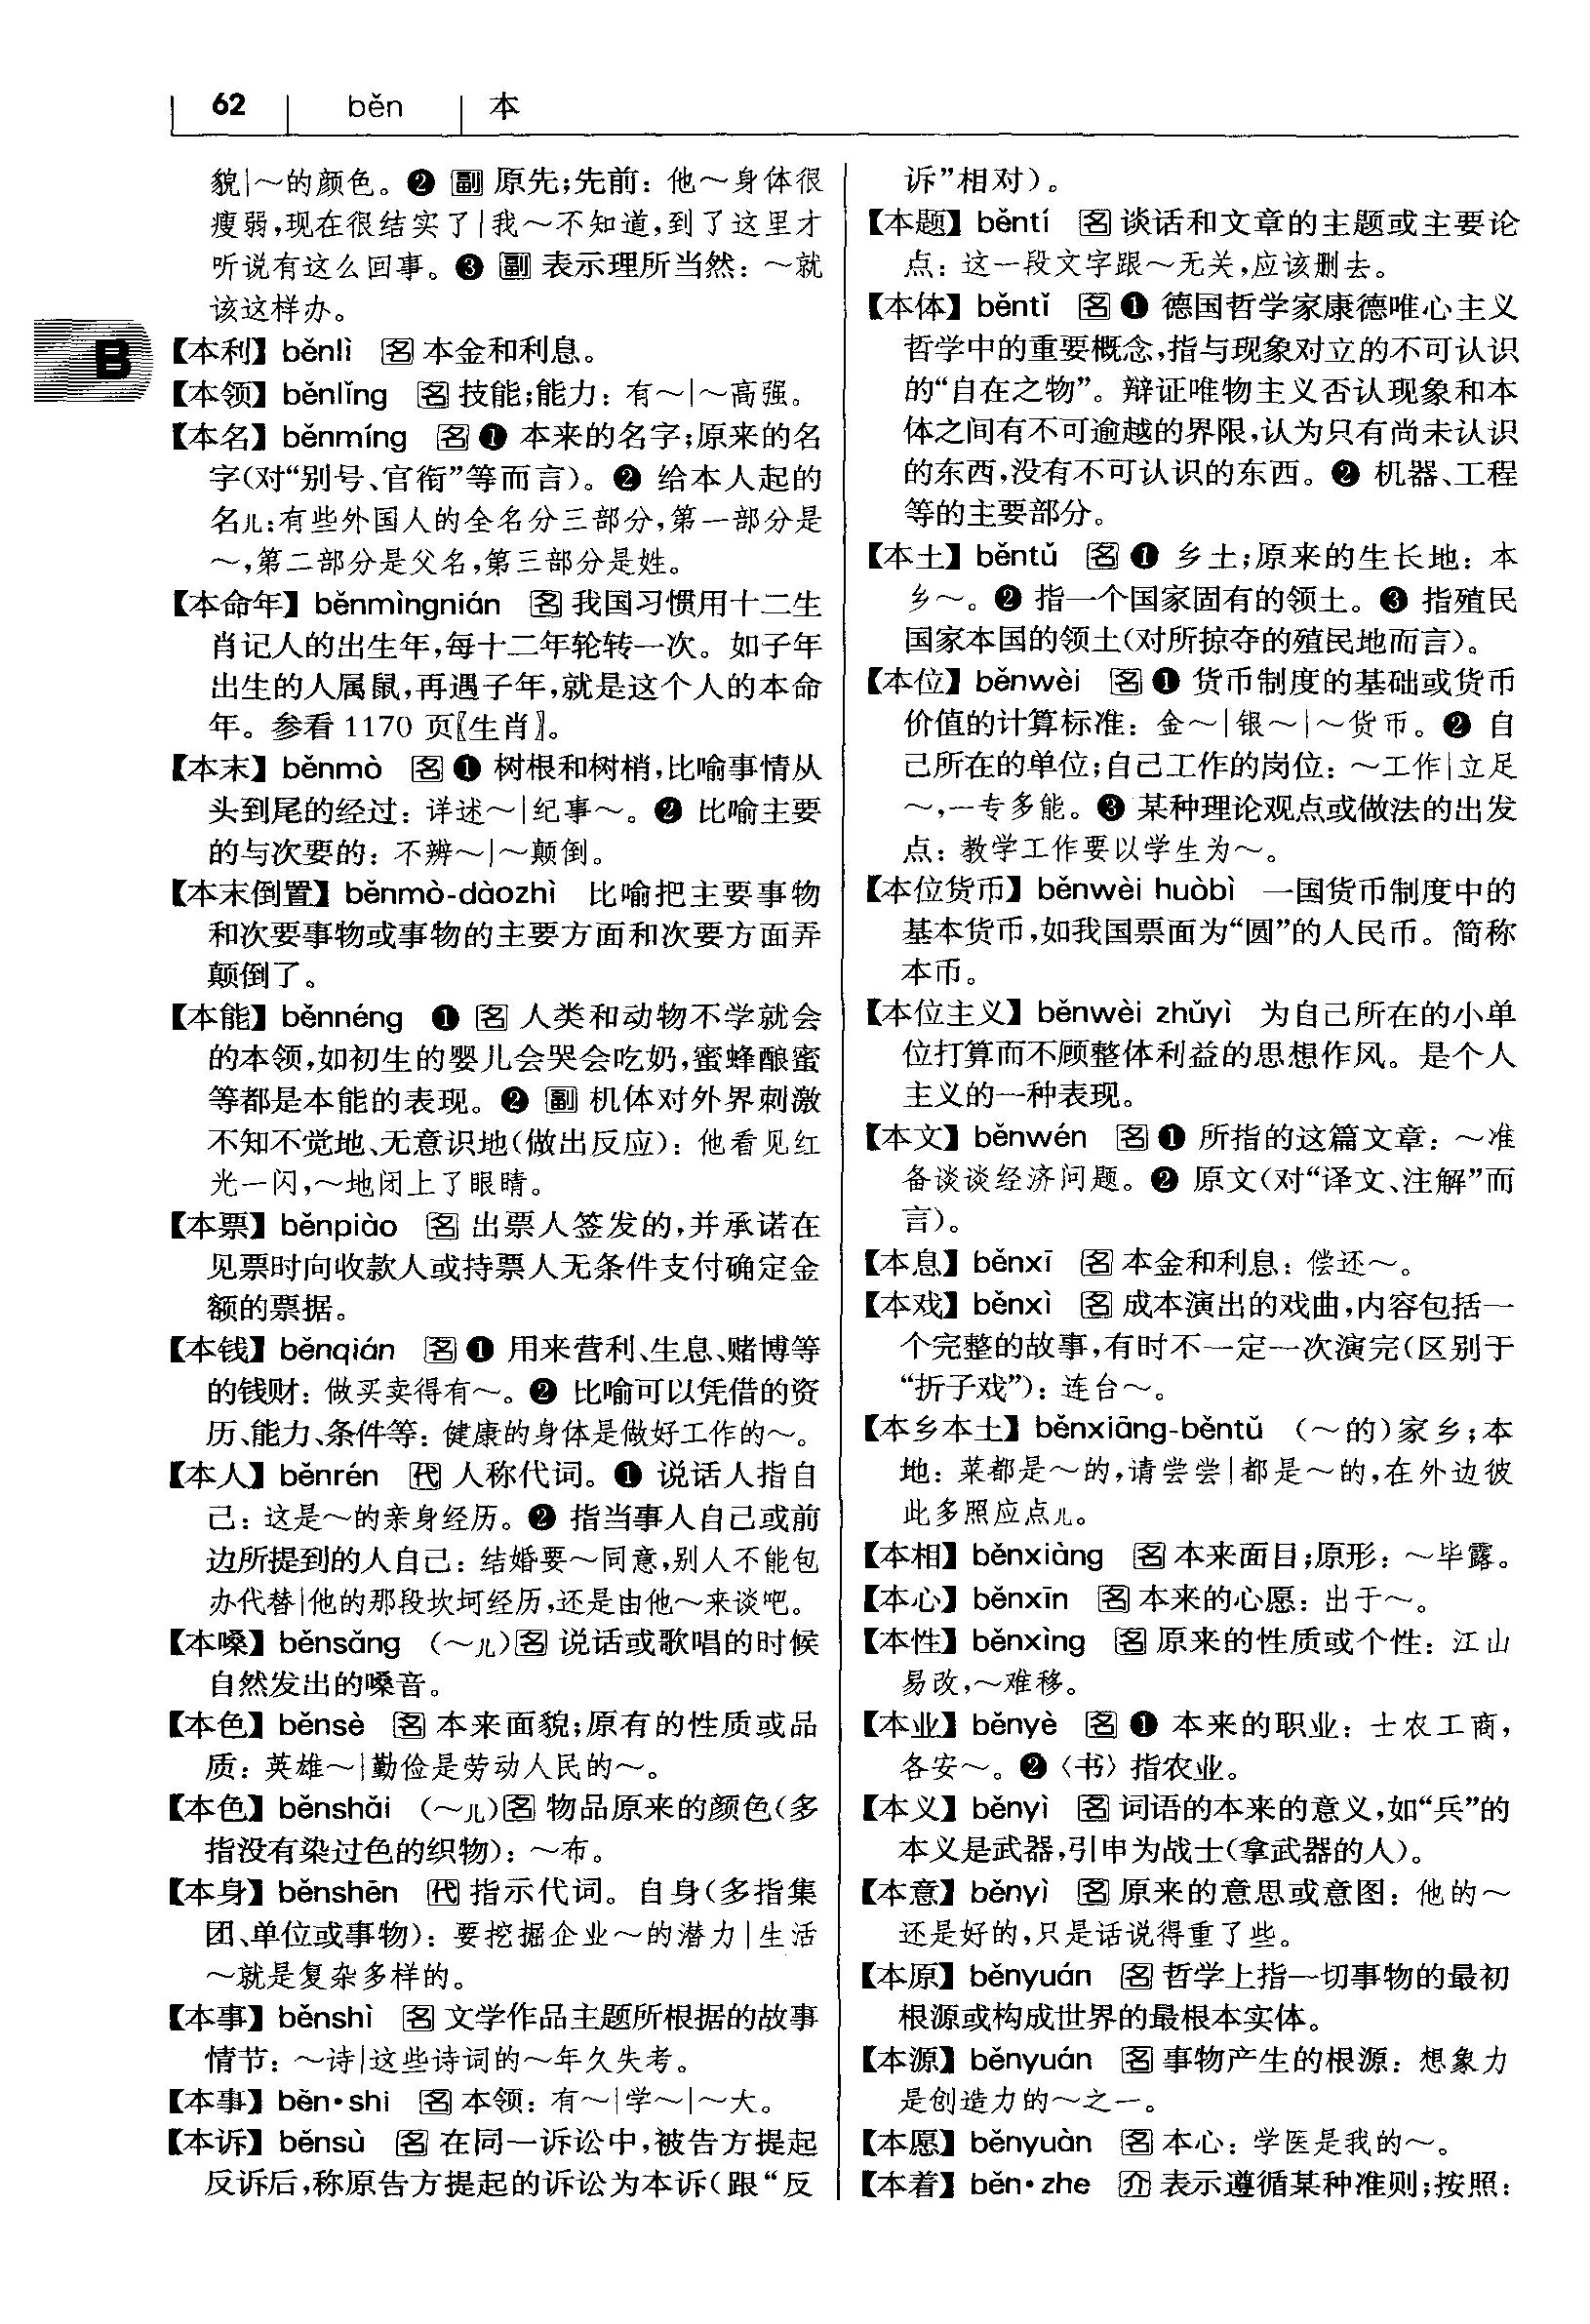 62 běn 本
貌|～的颜色。❷ 副 原先;先前：他～身体很
瘦弱,现在很结实了|我～不知道,到了这里才
听说有这么回事。❸ 副 表示理所当然：～就
该这样办。
B
【本利】běnlì 名 本金和利息。
【本领】běnlǐng 名 技能;能力：有～|～高强。
【本名】běnmíng 名 ❶ 本来的名字;原来的名
字(对“别号、官衔”等而言)。❷ 给本人起的
名儿:有些外国人的全名分三部分,第一部分是
～,第二部分是父名,第三部分是姓。
【本命年】běnmìngnián 名 我国习惯用十二生
肖记人的出生年,每十二年轮转一次。如子年
出生的人属鼠,再遇子年,就是这个人的本命
年。参看 1170 页〖生肖〗。
【本末】běnmò 名 ❶ 树根和树梢,比喻事情从
头到尾的经过：详述～|纪事～。❷ 比喻主要
的与次要的：不辨～|～颠倒。
【本末倒置】běnmò-dàozhì 比喻把主要事物
和次要事物或事物的主要方面和次要方面弄
颠倒了。
【本能】běnnéng ❶ 名 人类和动物不学就会
的本领,如初生的婴儿会哭会吃奶,蜜蜂酿蜜
等都是本能的表现。❷ 副 机体对外界刺激
不知不觉地、无意识地(做出反应)：他看见红
光一闪,～地闭上了眼睛。
【本票】běnpiào 名 出票人签发的,并承诺在
见票时向收款人或持票人无条件支付确定金
额的票据。
【本钱】běnqián 名 ❶ 用来营利、生息、赌博等
的钱财：做买卖得有～。❷ 比喻可以凭借的资
历、能力、条件等：健康的身体是做好工作的～。
【本人】běnrén 代 人称代词。❶ 说话人指自
己：这是～的亲身经历。❷ 指当事人自己或前
边所提到的人自己：结婚要～同意,别人不能包
办代替|他的那段坎坷经历,还是由他～来谈吧。
【本嗓】běnsǎng (～儿)名 说话或歌唱的时候
自然发出的嗓音。
【本色】běnsè 名 本来面貌;原有的性质或品
质：英雄～|勤俭是劳动人民的～。
【本色】běnshǎi (～儿)名 物品原来的颜色(多
指没有染过色的织物)：～布。
【本身】běnshēn 代 指示代词。自身(多指集
团、单位或事物)：要挖掘企业～的潜力|生活
～就是复杂多样的。
【本事】běnshì 名 文学作品主题所根据的故事
情节：～诗|这些诗词的～年久失考。
【本事】běn·shi 名 本领：有～|学～|～大。
【本诉】běnsù 名 在同一诉讼中,被告方提起
反诉后,称原告方提起的诉讼为本诉(跟“反
诉”相对)。
【本题】běntí 名 谈话和文章的主题或主要论
点：这一段文字跟～无关,应该删去。
【本体】běntǐ 名 ❶ 德国哲学家康德唯心主义
哲学中的重要概念,指与现象对立的不可认识
的“自在之物”。辩证唯物主义否认现象和本
体之间有不可逾越的界限,认为只有尚未认识
的东西,没有不可认识的东西。❷ 机器、工程
等的主要部分。
【本土】běntǔ 名 ❶ 乡土;原来的生长地：本
乡～。❷ 指一个国家固有的领土。❸ 指殖民
国家本国的领土(对所掠夺的殖民地而言)。
【本位】běnwèi 名 ❶ 货币制度的基础或货币
价值的计算标准：金～|银～|～货币。❷ 自
己所在的单位;自己工作的岗位：～工作|立足
～,一专多能。❸ 某种理论观点或做法的出发
点：教学工作要以学生为～。
【本位货币】běnwèi huòbì 一国货币制度中的
基本货币,如我国票面为“圆”的人民币。简称
本币。
【本位主义】běnwèi zhǔyì 为自己所在的小单
位打算而不顾整体利益的思想作风。是个人
主义的一种表现。
【本文】běnwén 名 ❶ 所指的这篇文章：～准
备谈谈经济问题。❷ 原文(对“译文、注解”而
言)。
【本息】běnxī 名 本金和利息：偿还～。
【本戏】běnxì 名 成本演出的戏曲,内容包括一
个完整的故事,有时不一定一次演完(区别于
“折子戏”)：连台～。
【本乡本土】běnxiāng-běntǔ (～的)家乡;本
地：菜都是～的,请尝尝|都是～的,在外边彼
此多照应点儿。
【本相】běnxiàng 名 本来面目;原形：～毕露。
【本心】běnxīn 名 本来的心愿：出于～。
【本性】běnxìng 名 原来的性质或个性：江山
易改,～难移。
【本业】běnyè 名 ❶ 本来的职业：士农工商,
各安～。❷〈书〉指农业。
【本义】běnyì 名 词语的本来的意义,如“兵”的
本义是武器,引申为战士(拿武器的人)。
【本意】běnyì 名 原来的意思或意图：他的～
还是好的,只是话说得重了些。
【本原】běnyuán 名 哲学上指一切事物的最初
根源或构成世界的最根本实体。
【本源】běnyuán 名 事物产生的根源：想象力
是创造力的～之一。
【本愿】běnyuàn 名 本心：学医是我的～。
【本着】běn·zhe 介 表示遵循某种准则;按照：